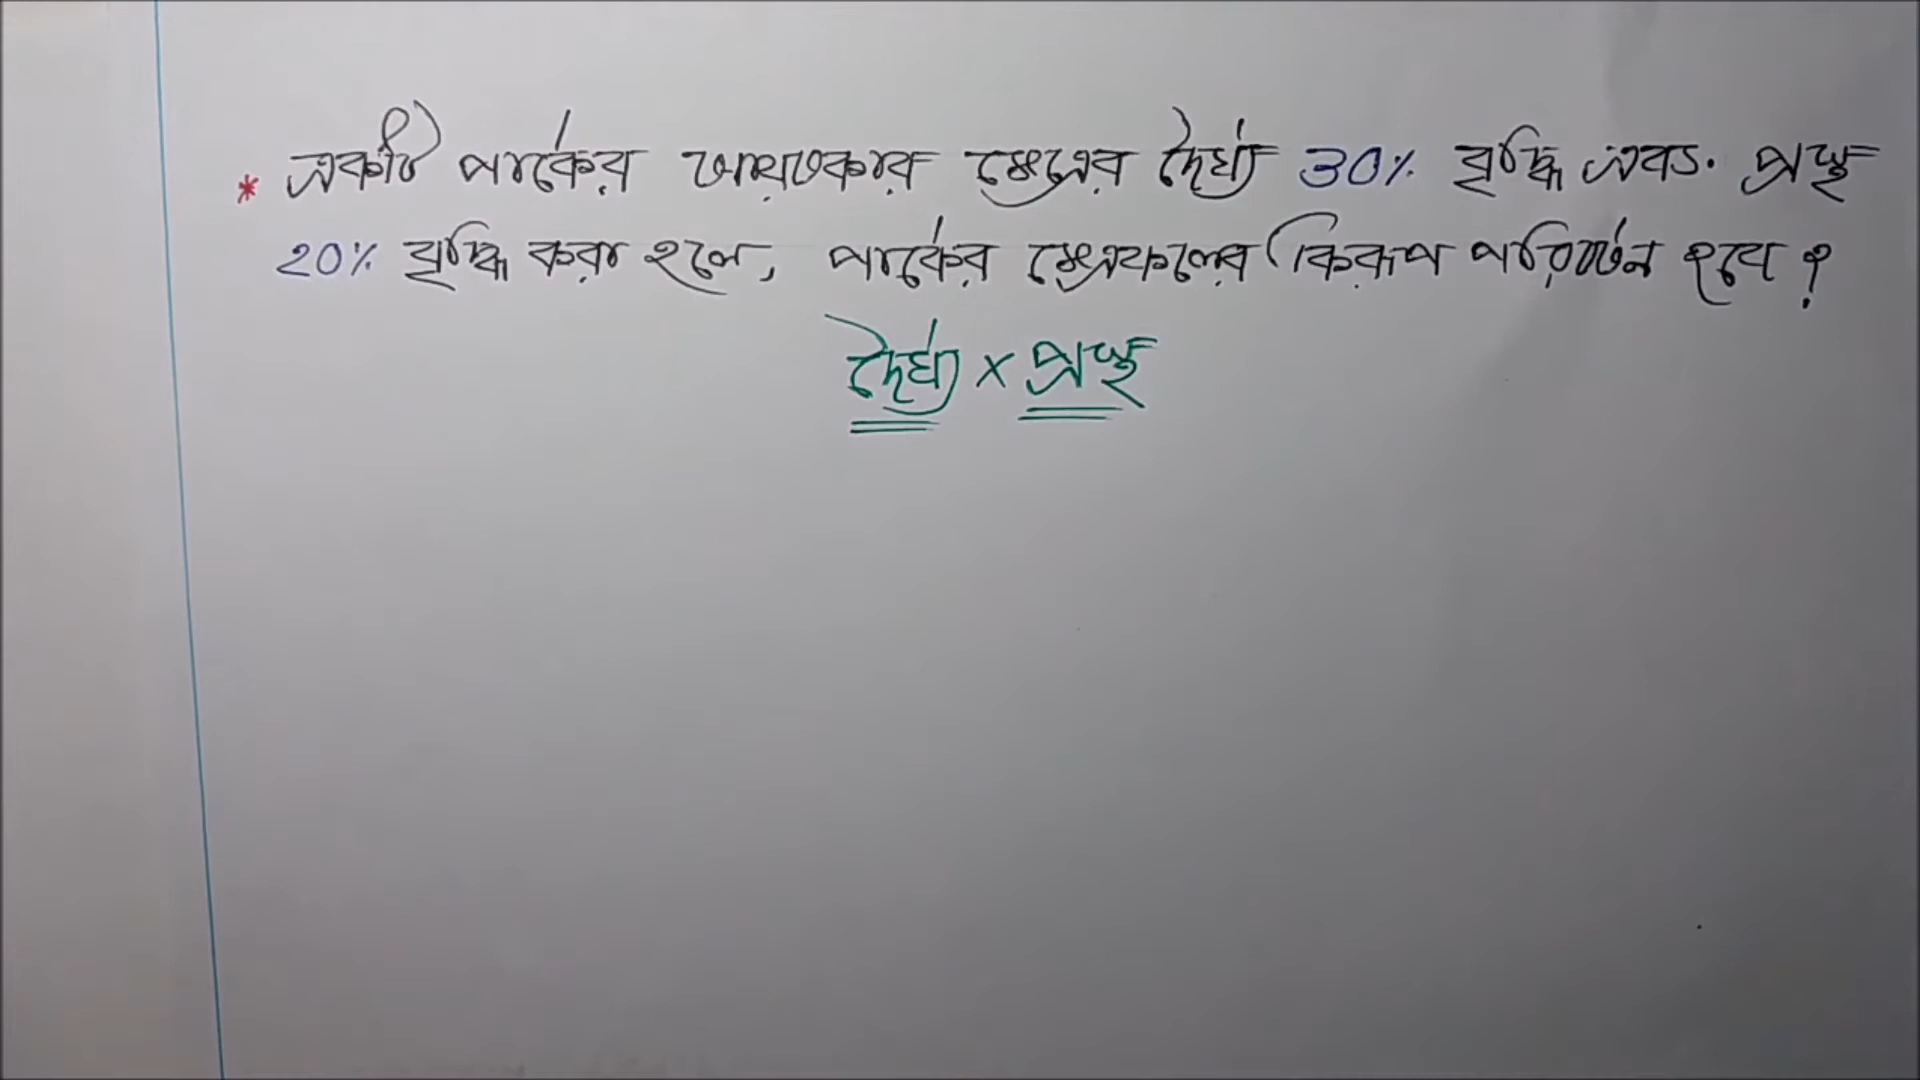 * একটি পার্কের আয়তকার ক্ষেত্রের দৈর্ঘ্য 30% বৃদ্ধি এবং প্রস্থ
20% বৃদ্ধি করা হলে, পার্কের ক্ষেত্রফলের কিরূপ পরিবর্তন হবে?
দৈর্ঘ্য × প্রস্থ